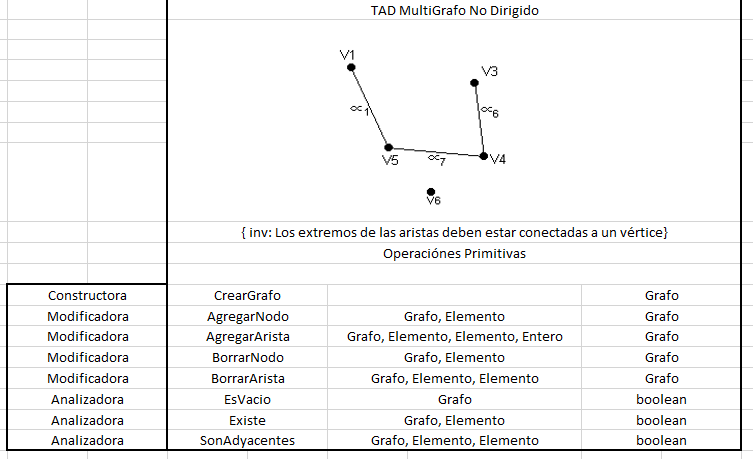 TAD MultiGrafo No Dirigido
V1
V3
∝1
∝6
V5
∝7
V4
V6
{ inv: Los extremos de las aristas deben estar conectadas a un vértice}
Operaciónes Primitivas
Constructora CrearGrafo Grafo
Modificadora AgregarNodo Grafo, Elemento Grafo
Modificadora AgregarArista Grafo, Elemento, Elemento, Entero Grafo
Modificadora BorrarNodo Grafo, Elemento Grafo
Modificadora BorrarArista Grafo, Elemento, Elemento Grafo
Analizadora EsVacio Grafo boolean
Analizadora Existe Grafo, Elemento boolean
Analizadora SonAdyacentes Grafo, Elemento, Elemento boolean